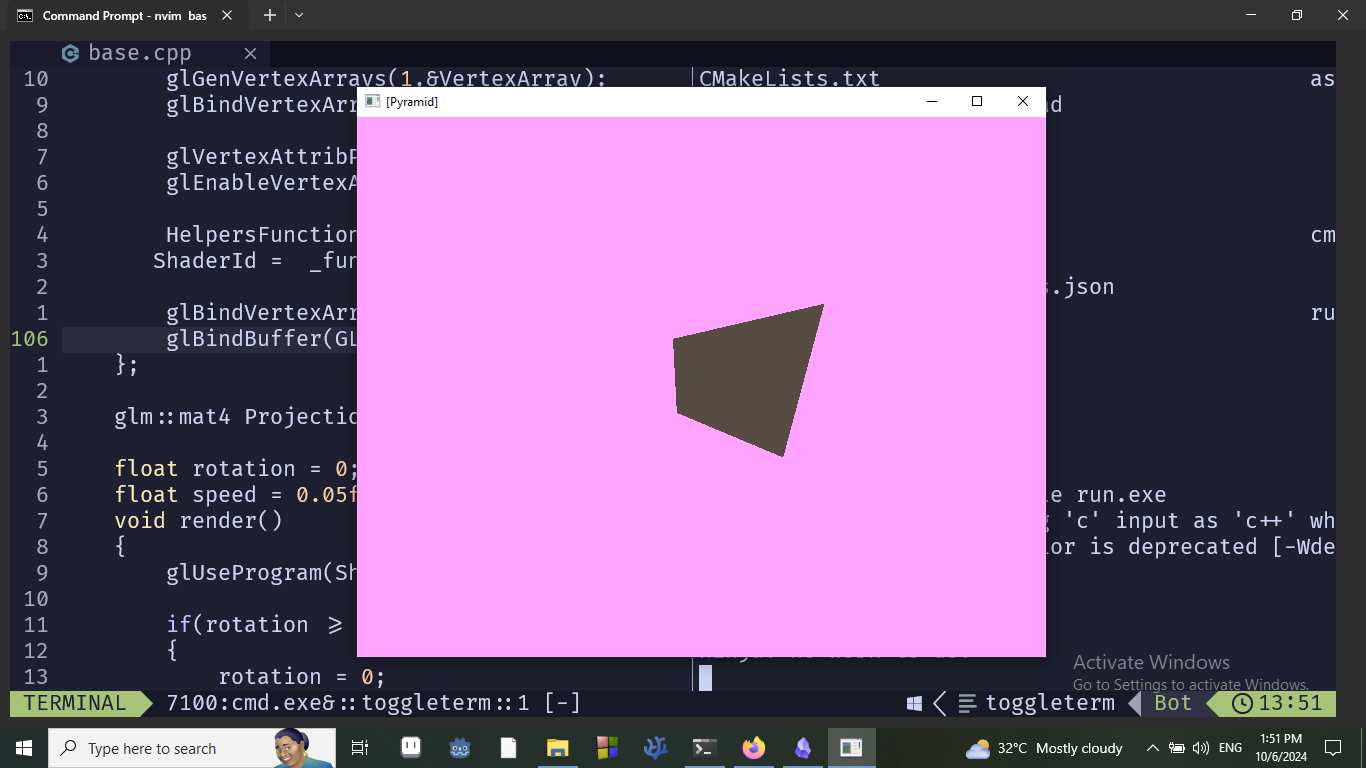 Command Prompt - nvim bas
base.cpp
10 glGenVertexArrays(1,&VertexArray);
9 glBindVertexArr
8
7 glVertexAttribP
6 glEnableVertexA
5
4 HelpersFunction
3 ShaderId = _fun
2
1 glBindVertexArr
106 glBindBuffer(GL
1 };
2
3 glm::mat4 Projectio
4
5 float rotation = 0;
6 float speed = 0.05f
7 void render()
8 {
9 glUseProgram(Sh
10
11 if(rotation >=
12 {
13 rotation = 0;
[Pyramid]
CMakeLists.txt as
d
cm
s.json
ru
e run.exe
g 'c' input as 'c++' wh
or is deprecated [-Wde
Activate Windows
Go to Settings to activate Windows.
TERMINAL 7100:cmd.exe&::toggleterm::1 [-] toggleterm Bot 13:51
Type here to search
32°C Mostly cloudy
ENG
1:51 PM
10/6/2024